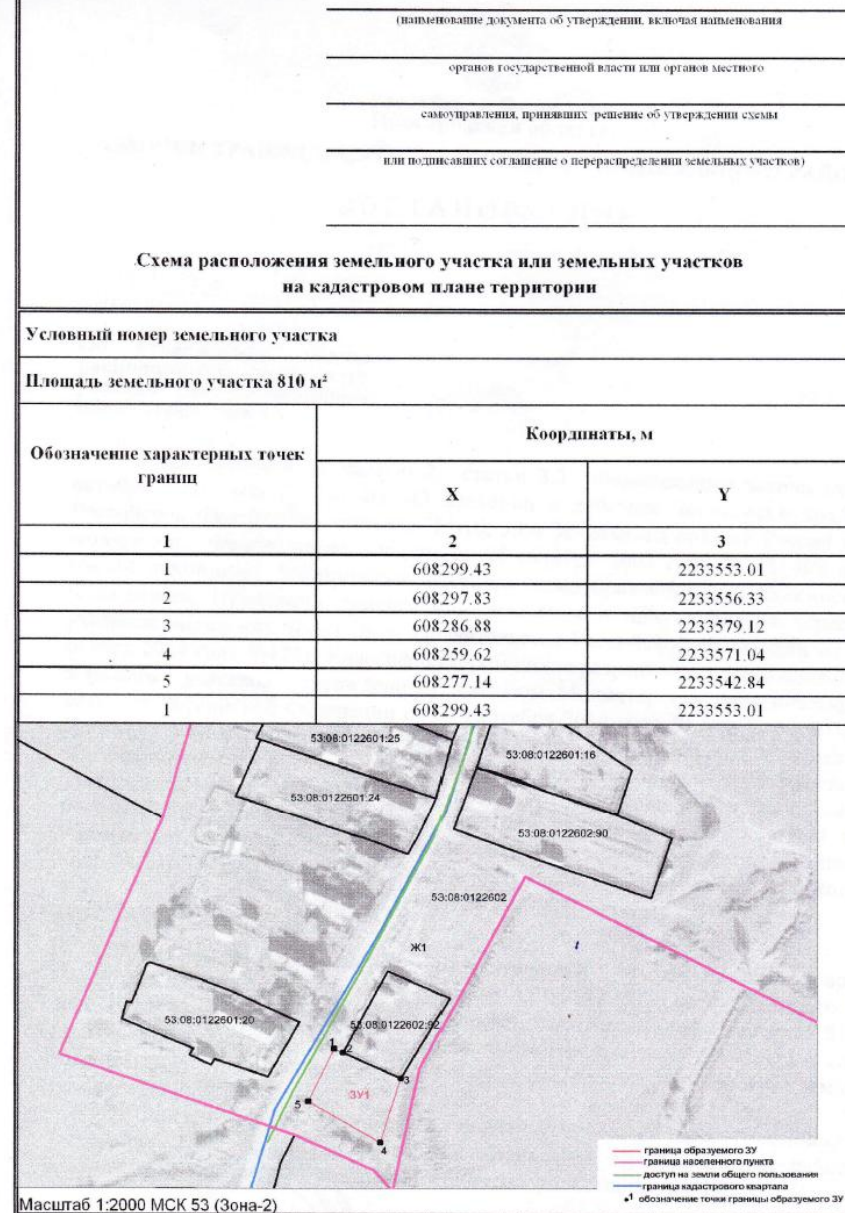 (наименование документа об утверждении, включая наименования
органов государственной власти или органов местного
самоуправления, принявших решение об утверждении схемы
или подписавших соглашение о перераспределении земельных участков)
Схема расположения земельного участка или земельных участков
на кадастровом плане территории
Условный номер земельного участка
Площадь земельного участка 810 м²
Обозначение характерных точек границ
Координаты, м
X Y
1 2 3
1 608299.43 2233553.01
2 608297.83 2233556.33
3 608286.88 2233579.12
4 608259.62 2233571.04
5 608277.14 2233542.84
1 608299.43 2233553.01
53:08:0122601:25
53:08:0122601:16
53:08:0122601:24
53:08:0122602:90
53:08:0122602
Ж1
53:08:0122601:20
53:08:0122602:92
1
2
3
ЗУ1
5
4
граница образуемого ЗУ
граница населенного пункта
доступ на земли общего пользования
граница кадастрового квартала
1 обозначение точки границы образуемого ЗУ
Масштаб 1:2000 МСК 53 (Зона-2)